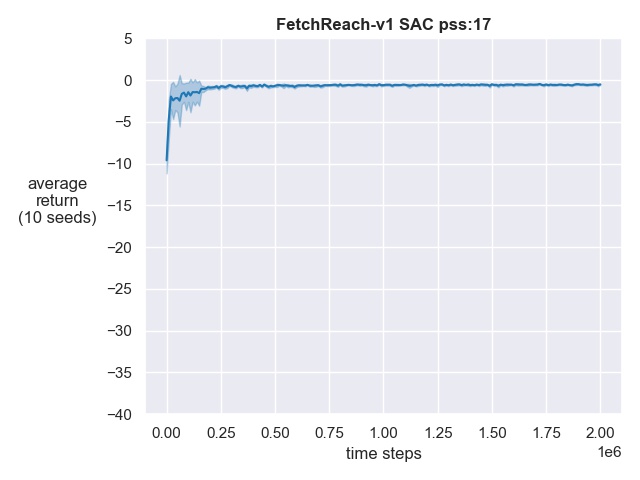 FetchReach-v1 SAC pss:17
5
0
−5
−10
−15
−20
−25
−30
−35
−40
average
return
(10 seeds)
0.00 0.25 0.50 0.75 1.00 1.25 1.50 1.75 2.00
time steps
1e6